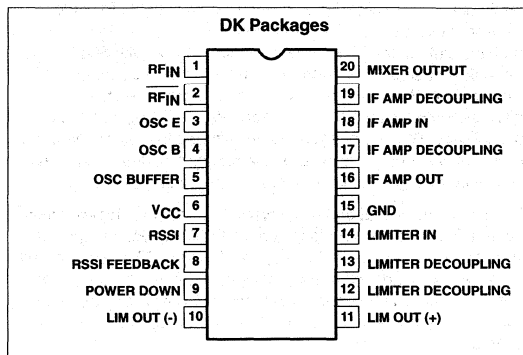 DK Packages
RFIN 1 20 MIXER OUTPUT
RFIN 2 19 IF AMP DECOUPLING
OSC E 3 18 IF AMP IN
OSC B 4 17 IF AMP DECOUPLING
OSC BUFFER 5 16 IF AMP OUT
VCC 6 15 GND
RSSI 7 14 LIMITER IN
RSSI FEEDBACK 8 13 LIMITER DECOUPLING
POWER DOWN 9 12 LIMITER DECOUPLING
LIM OUT (-) 10 11 LIM OUT (+)